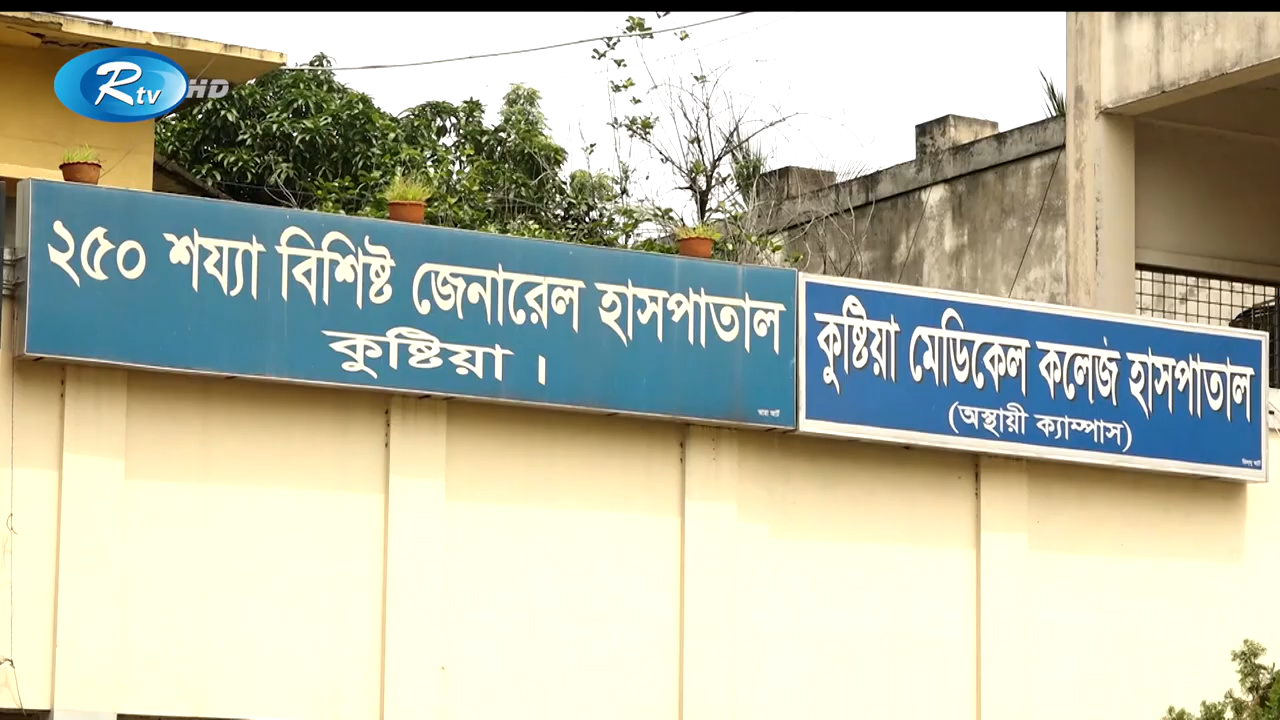 Rtv HD
২৫০ শয্যা বিশিষ্ট জেনারেল হাসপাতাল
কুষ্টিয়া ।
কুষ্টিয়া মেডিকেল কলেজ হাসপাতাল
(অস্থায়ী ক্যাম্পাস)